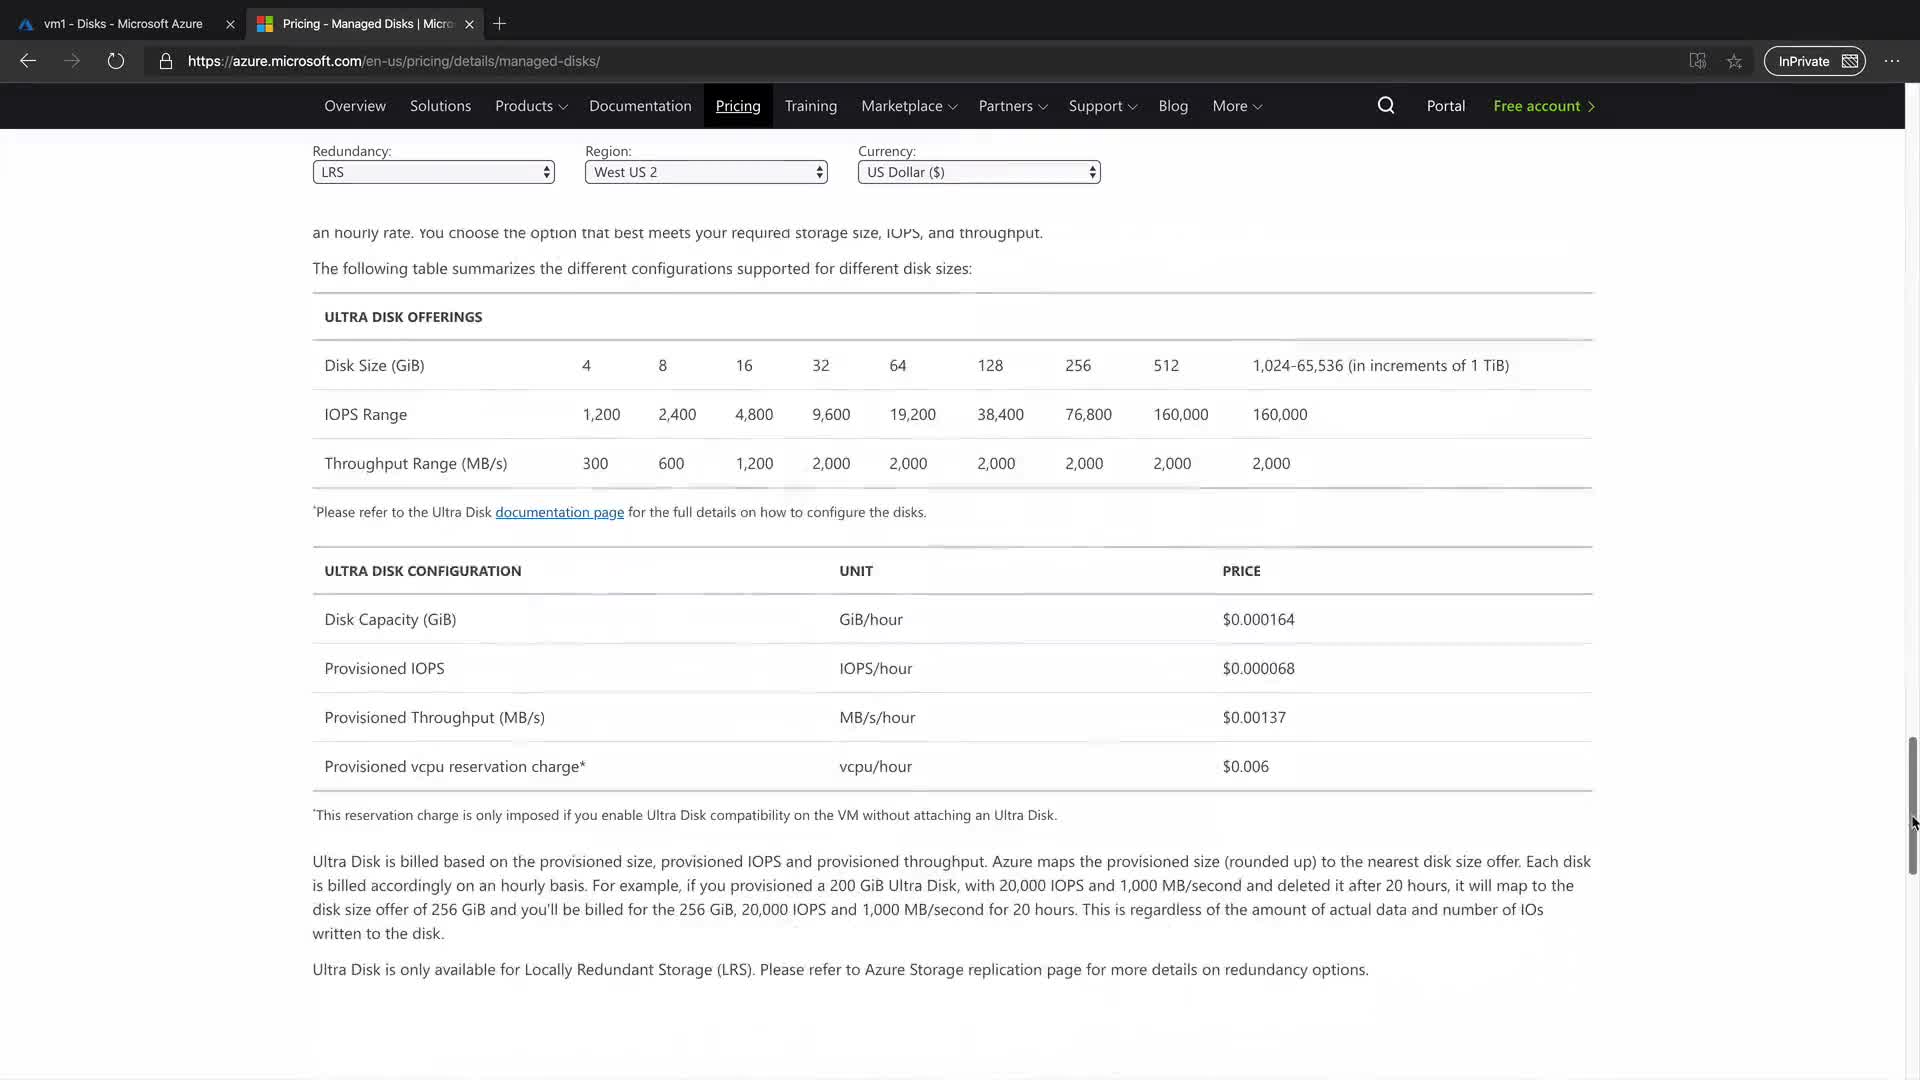 vm1 - Disks - Microsoft Azure
Pricing - Managed Disks | Micro
https://azure.microsoft.com/en-us/pricing/details/managed-disks/
InPrivate
Overview Solutions Products Documentation Pricing Training Marketplace Partners Support Blog More Portal Free account
Redundancy: Region: Currency:
LRS West US 2 US Dollar ($)
an hourly rate. You choose the option that best meets your required storage size, IOPS, and throughput.
The following table summarizes the different configurations supported for different disk sizes:
ULTRA DISK OFFERINGS
Disk Size (GiB) 4 8 16 32 64 128 256 512 1,024-65,536 (in increments of 1 TiB)
IOPS Range 1,200 2,400 4,800 9,600 19,200 38,400 76,800 160,000 160,000
Throughput Range (MB/s) 300 600 1,200 2,000 2,000 2,000 2,000 2,000 2,000
*Please refer to the Ultra Disk documentation page for the full details on how to configure the disks.
ULTRA DISK CONFIGURATION UNIT PRICE
Disk Capacity (GiB) GiB/hour $0.000164
Provisioned IOPS IOPS/hour $0.000068
Provisioned Throughput (MB/s) MB/s/hour $0.00137
Provisioned vcpu reservation charge* vcpu/hour $0.006
*This reservation charge is only imposed if you enable Ultra Disk compatibility on the VM without attaching an Ultra Disk.
Ultra Disk is billed based on the provisioned size, provisioned IOPS and provisioned throughput. Azure maps the provisioned size (rounded up) to the nearest disk size offer. Each disk
is billed accordingly on an hourly basis. For example, if you provisioned a 200 GiB Ultra Disk, with 20,000 IOPS and 1,000 MB/second and deleted it after 20 hours, it will map to the
disk size offer of 256 GiB and you'll be billed for the 256 GiB, 20,000 IOPS and 1,000 MB/second for 20 hours. This is regardless of the amount of actual data and number of IOs
written to the disk.
Ultra Disk is only available for Locally Redundant Storage (LRS). Please refer to Azure Storage replication page for more details on redundancy options.